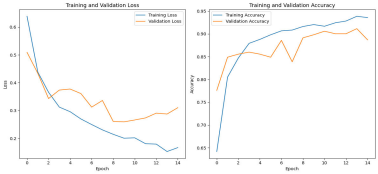 Training and Validation Loss
Training Loss
Validation Loss
0.6
0.5
0.4
0.3
0.2
Loss
0
2
4
6
8
10
12
14
Epoch
Training and Validation Accuracy
Training Accuracy
Validation Accuracy
0.95
0.90
0.85
0.80
0.75
0.70
0.65
Accuracy
0
2
4
6
8
10
12
14
Epoch